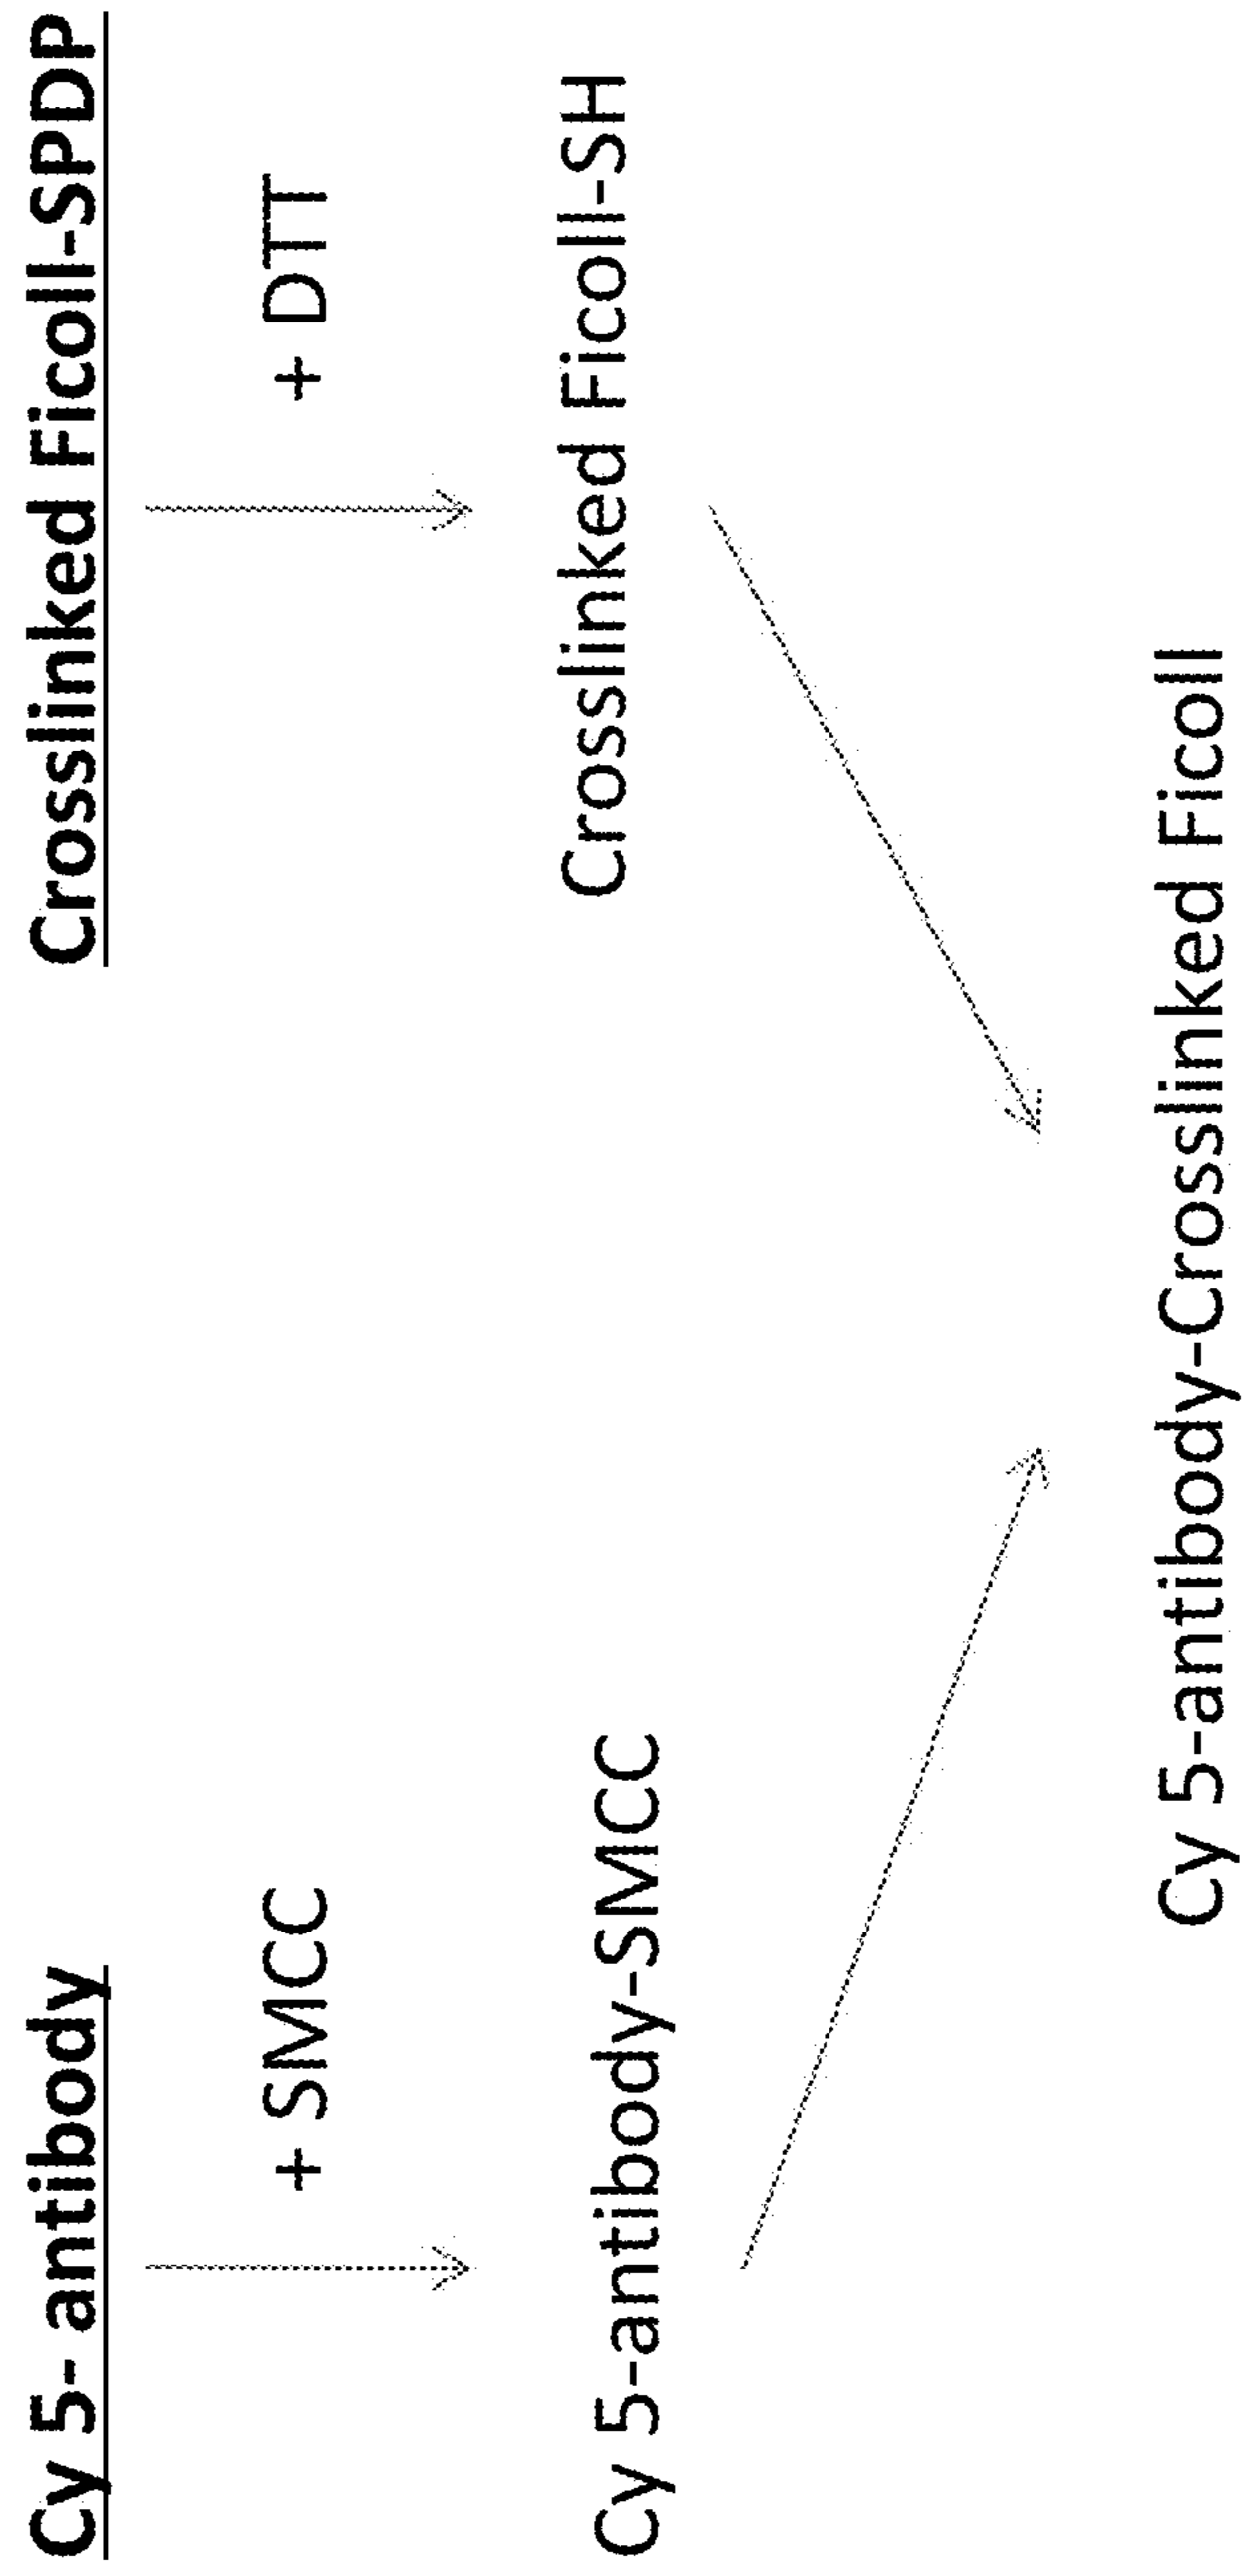 Cy 5- antibody
Crosslinked Ficoll-SPDP
+ SMCC
+ DTT
Cy 5-antibody-SMCC
Crosslinked Ficoll-SH
Cy 5-antibody-Crosslinked Ficoll